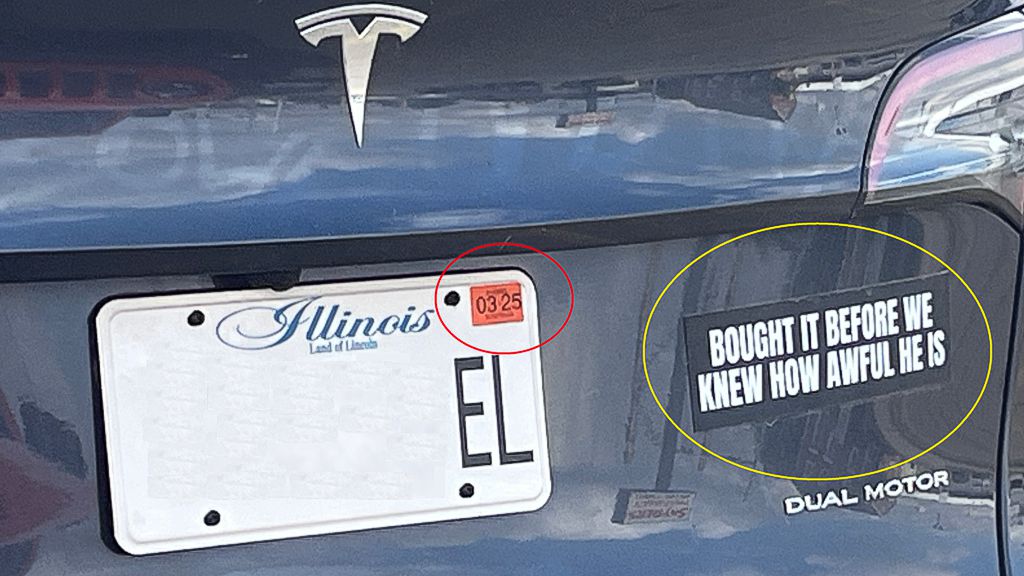 Illinois
Land of Lincoln
03 25
EL
BOUGHT IT BEFORE WE
KNEW HOW AWFUL HE IS
DUAL MOTOR